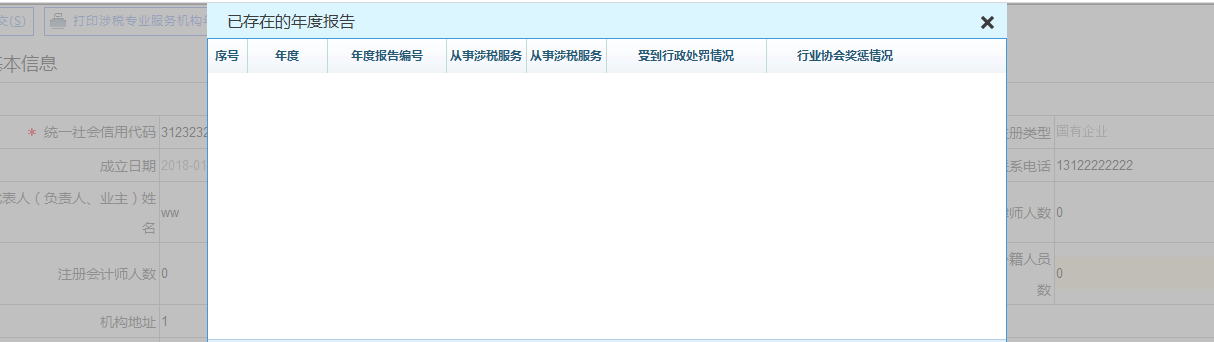 交(S) 打印涉税专业服务机构
已存在的年度报告
序号 年度 年度报告编号 从事涉税服务 从事涉税服务 受到行政处罚情况 行业协会奖惩情况
基本信息
* 统一社会信用代码 3123232 册类型 国有企业
成立日期 2018-01 系电话 13122222222
代表人（负责人、业主）姓
名 ww 师人数 0
注册会计师人数 0 籍人员
数 0
机构地址 1